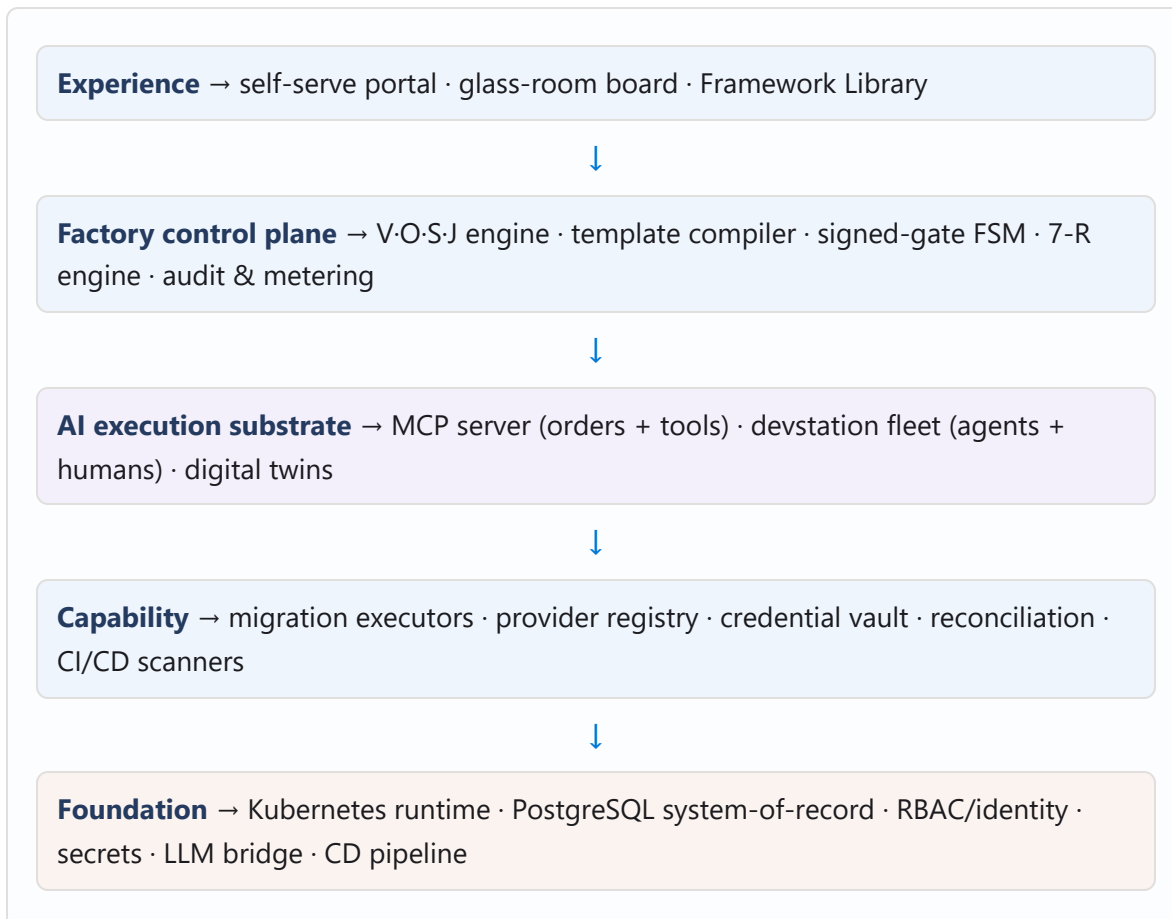 Experience → self-serve portal · glass-room board · Framework Library
↓
Factory control plane → V·O·S·J engine · template compiler · signed-gate FSM · 7-R
engine · audit & metering
↓
AI execution substrate → MCP server (orders + tools) · devstation fleet (agents +
humans) · digital twins
↓
Capability → migration executors · provider registry · credential vault · reconciliation ·
CI/CD scanners
↓
Foundation → Kubernetes runtime · PostgreSQL system-of-record · RBAC/identity ·
secrets · LLM bridge · CD pipeline